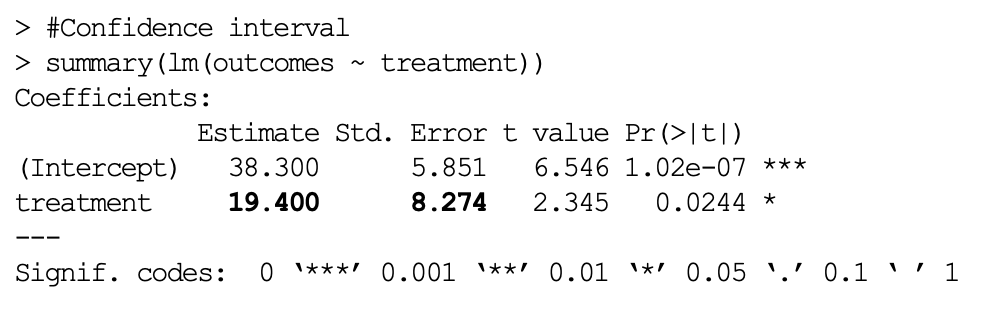 > #Confidence interval
> summary(lm(outcomes ~ treatment))
Coefficients:
Estimate Std. Error t value Pr(>|t|)
(Intercept) 38.300 5.851 6.546 1.02e-07 ***
treatment 19.400 8.274 2.345 0.0244 *
---
Signif. codes: 0 ‘***’ 0.001 ‘**’ 0.01 ‘*’ 0.05 ‘.’ 0.1 ‘ ’ 1